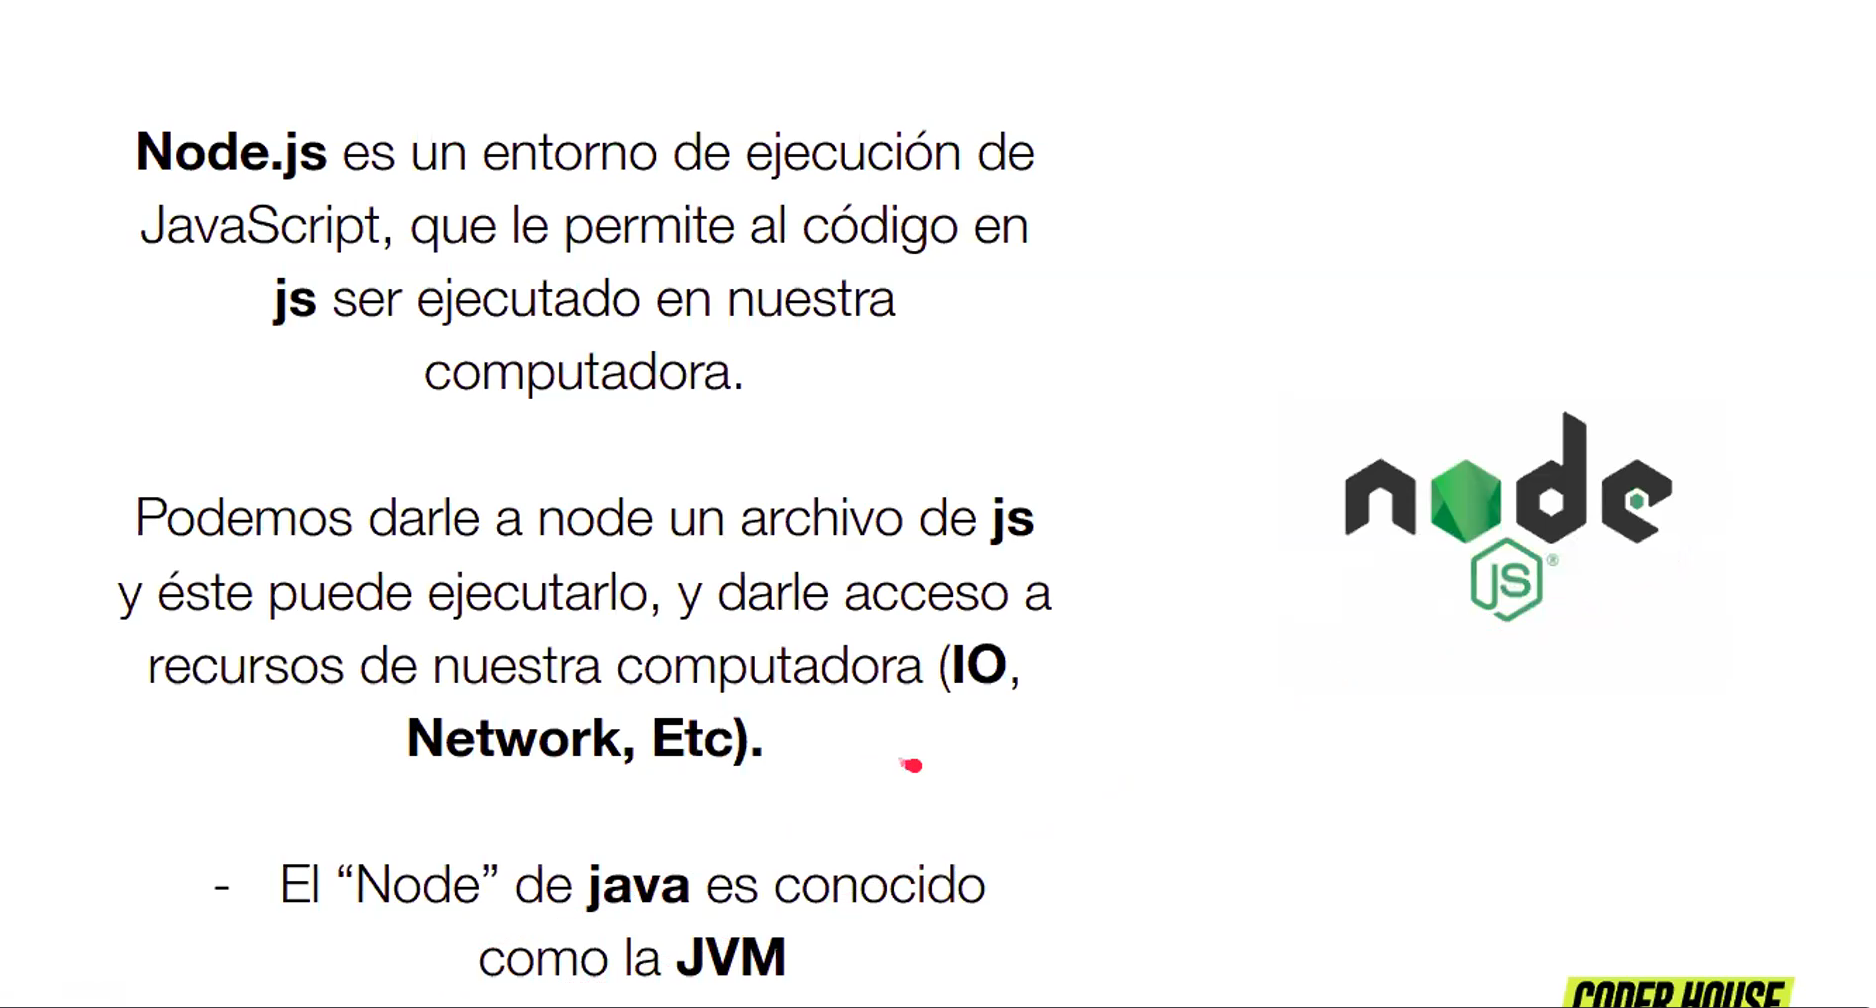 Node.js es un entorno de ejecución de
JavaScript, que le permite al código en
js ser ejecutado en nuestra
computadora.
Podemos darle a node un archivo de js
y éste puede ejecutarlo, y darle acceso a
recursos de nuestra computadora (IO,
Network, Etc).
- El “Node” de java es conocido
como la JVM
node
JS®
CODER HOUSE